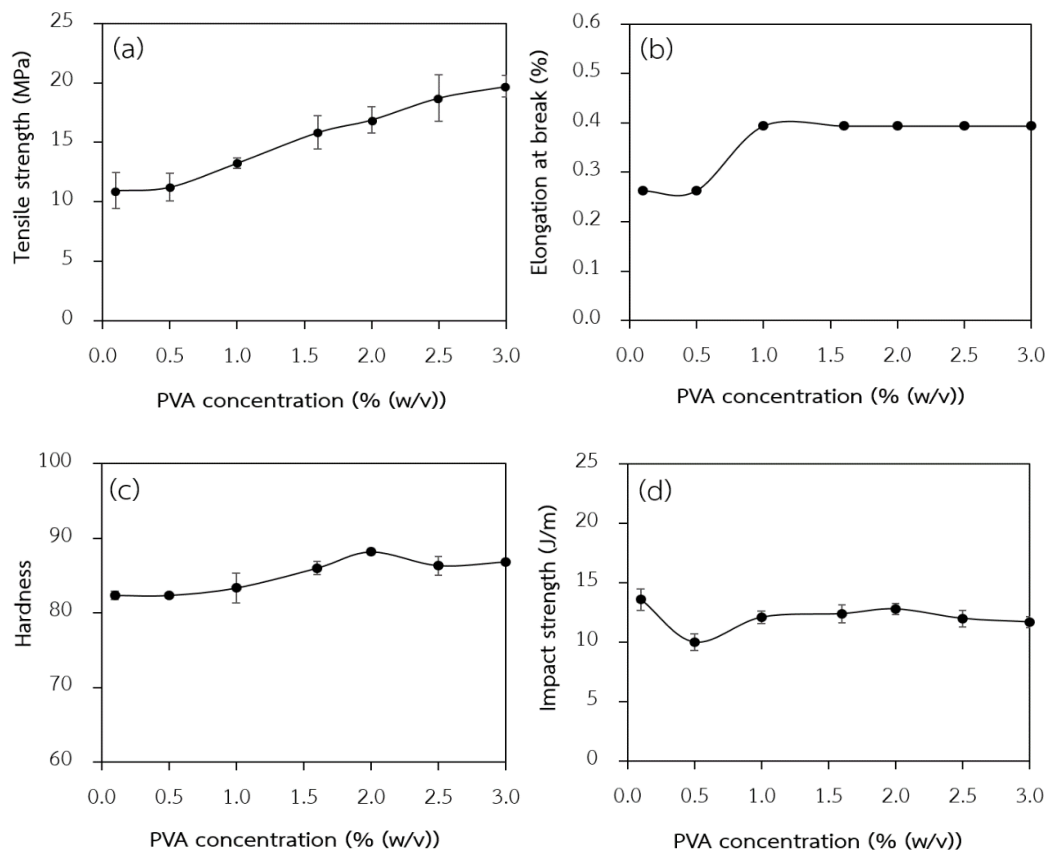 (a)
Tensile strength (MPa)
25
20
15
10
5
0
0.0 0.5 1.0 1.5 2.0 2.5 3.0
PVA concentration (% (w/v))
(b)
Elongation at break (%)
0.6
0.5
0.4
0.3
0.2
0.1
0.0
0.0 0.5 1.0 1.5 2.0 2.5 3.0
PVA concentration (% (w/v))
(c)
Hardness
100
90
80
70
60
0.0 0.5 1.0 1.5 2.0 2.5 3.0
PVA concentration (% (w/v))
(d)
Impact strength (J/m)
25
20
15
10
5
0
0.0 0.5 1.0 1.5 2.0 2.5 3.0
PVA concentration (% (w/v))